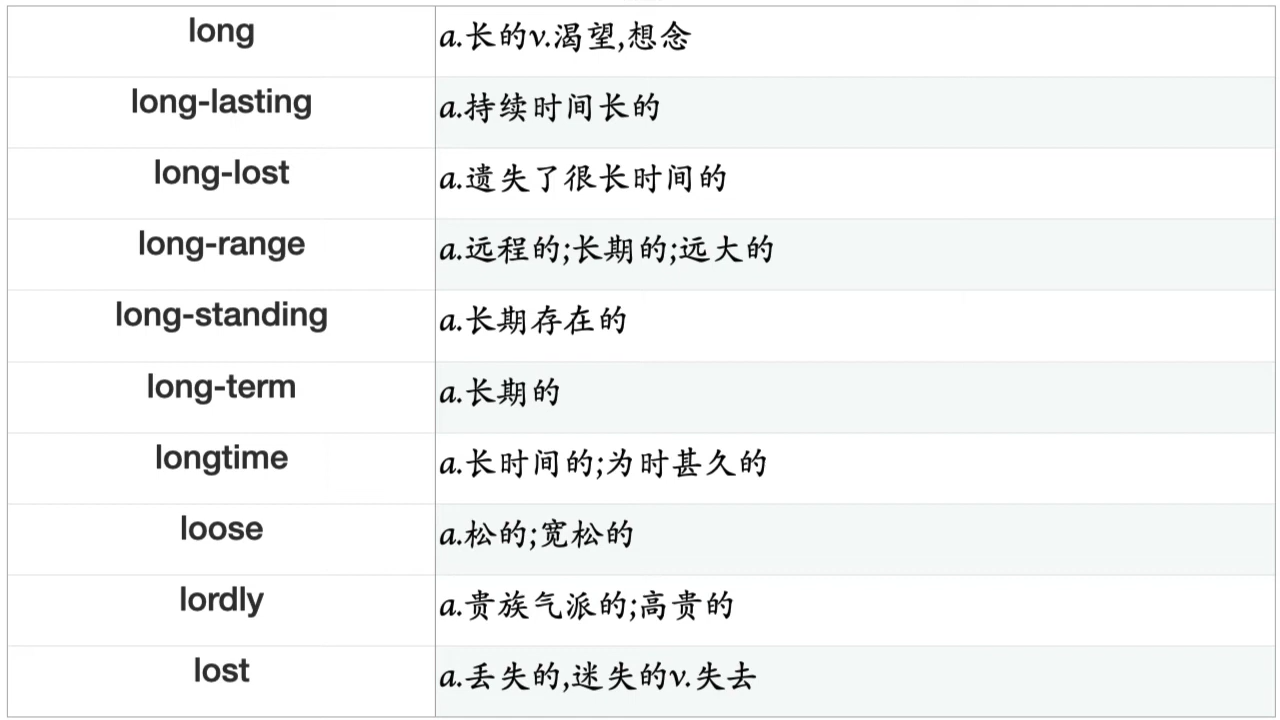 long a.长的v.渴望,想念
long-lasting a.持续时间长的
long-lost a.遗失了很长时间的
long-range a.远程的;长期的;远大的
long-standing a.长期存在的
long-term a.长期的
longtime a.长时间的;为时甚久的
loose a.松的;宽松的
lordly a.贵族气派的;高贵的
lost a.丢失的,迷失的v.失去